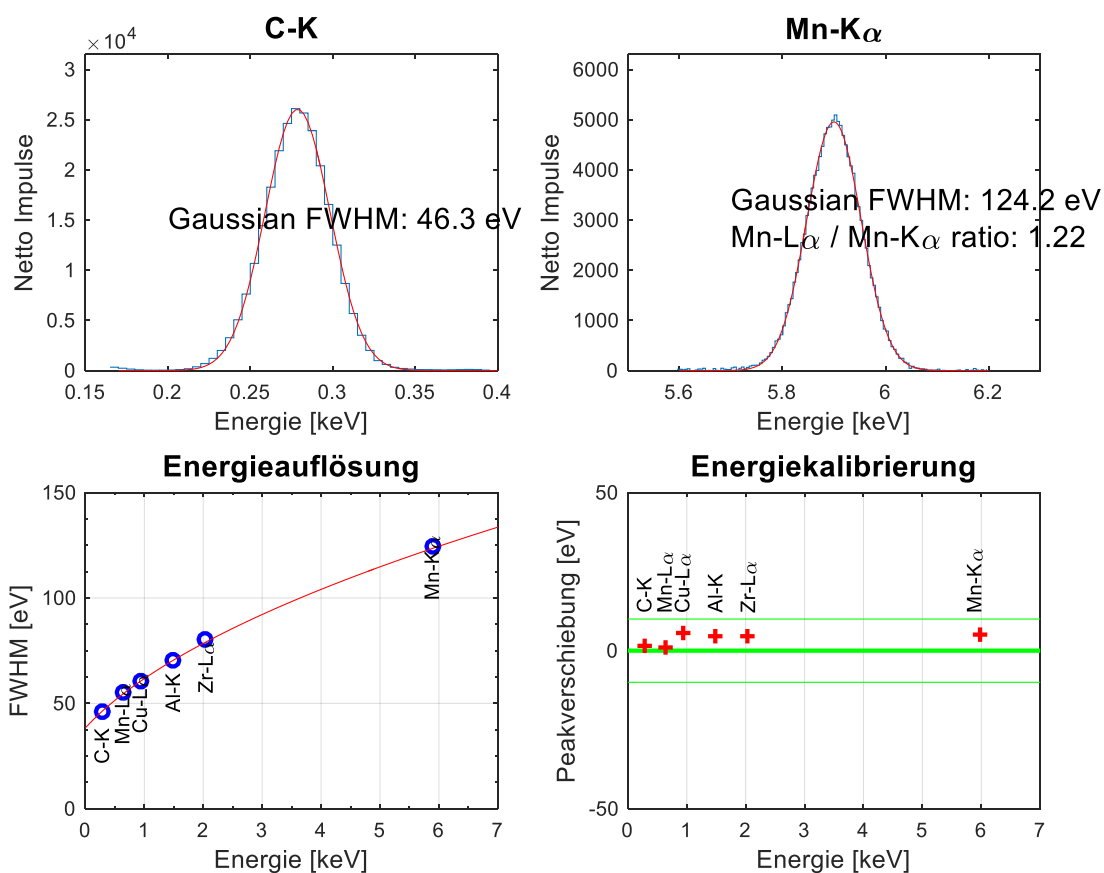 C-K
×10⁴
3
2.5
2
1.5
1
0.5
0
0.15
0.2
0.25
0.3
0.35
0.4
Netto Impulse
Energie [keV]
Gaussian FWHM: 46.3 eV
Mn-Kα
6000
5000
4000
3000
2000
1000
0
5.6
5.8
6
6.2
Netto Impulse
Energie [keV]
Gaussian FWHM: 124.2 eV
Mn-Lα / Mn-Kα ratio: 1.22
Energieauflösung
150
100
50
0
0
1
2
3
4
5
6
7
FWHM [eV]
Energie [keV]
C-K
Mn-Lα
Cu-Lα
Al-K
Zr-Lα
Mn-Kα
Energiekalibrierung
50
0
-50
0
1
2
3
4
5
6
7
Peakverschiebung [eV]
Energie [keV]
C-K
Mn-Lα
Cu-Lα
Al-K
Zr-Lα
Mn-Kα